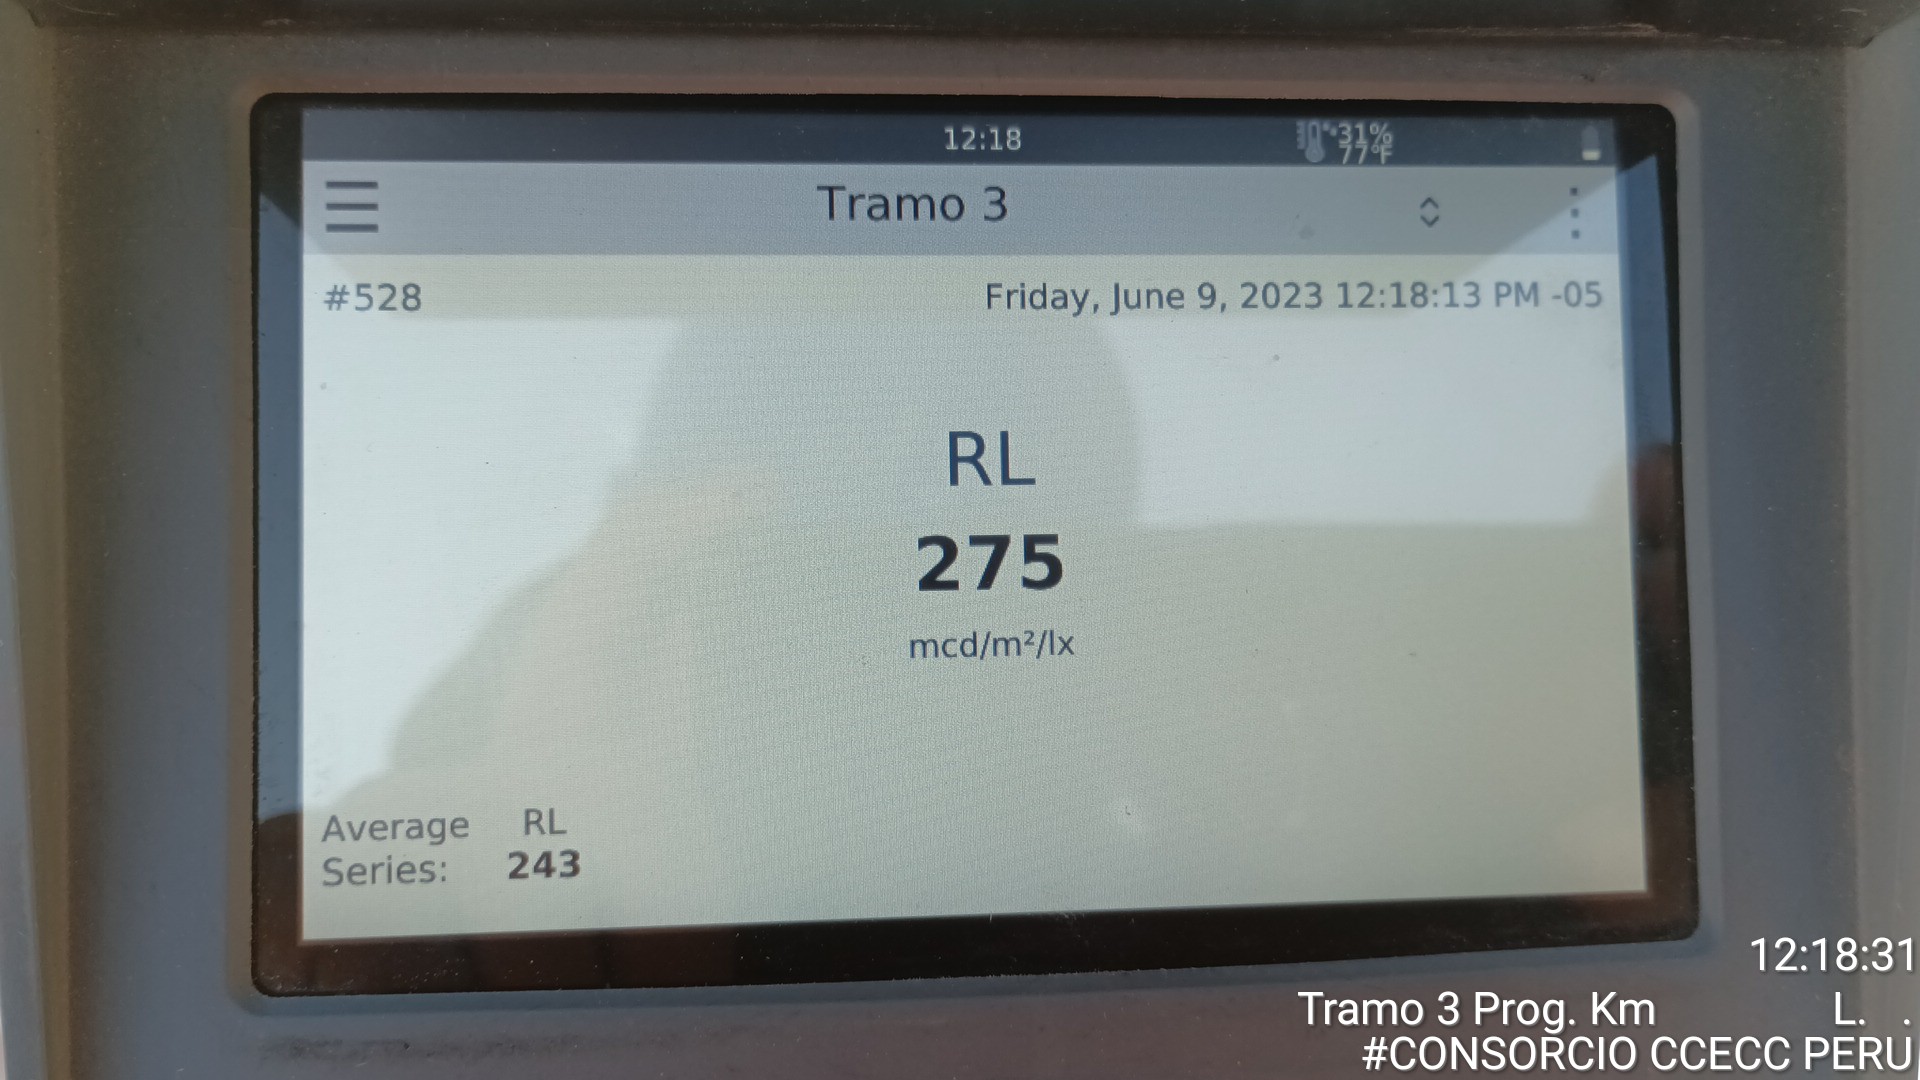 12:18
31%
77°F
Tramo 3
#528
Friday, June 9, 2023 12:18:13 PM -05
RL
275
mcd/m²/lx
Average RL
Series: 243
12:18:31
Tramo 3 Prog. Km L. .
#CONSORCIO CCECC PERU